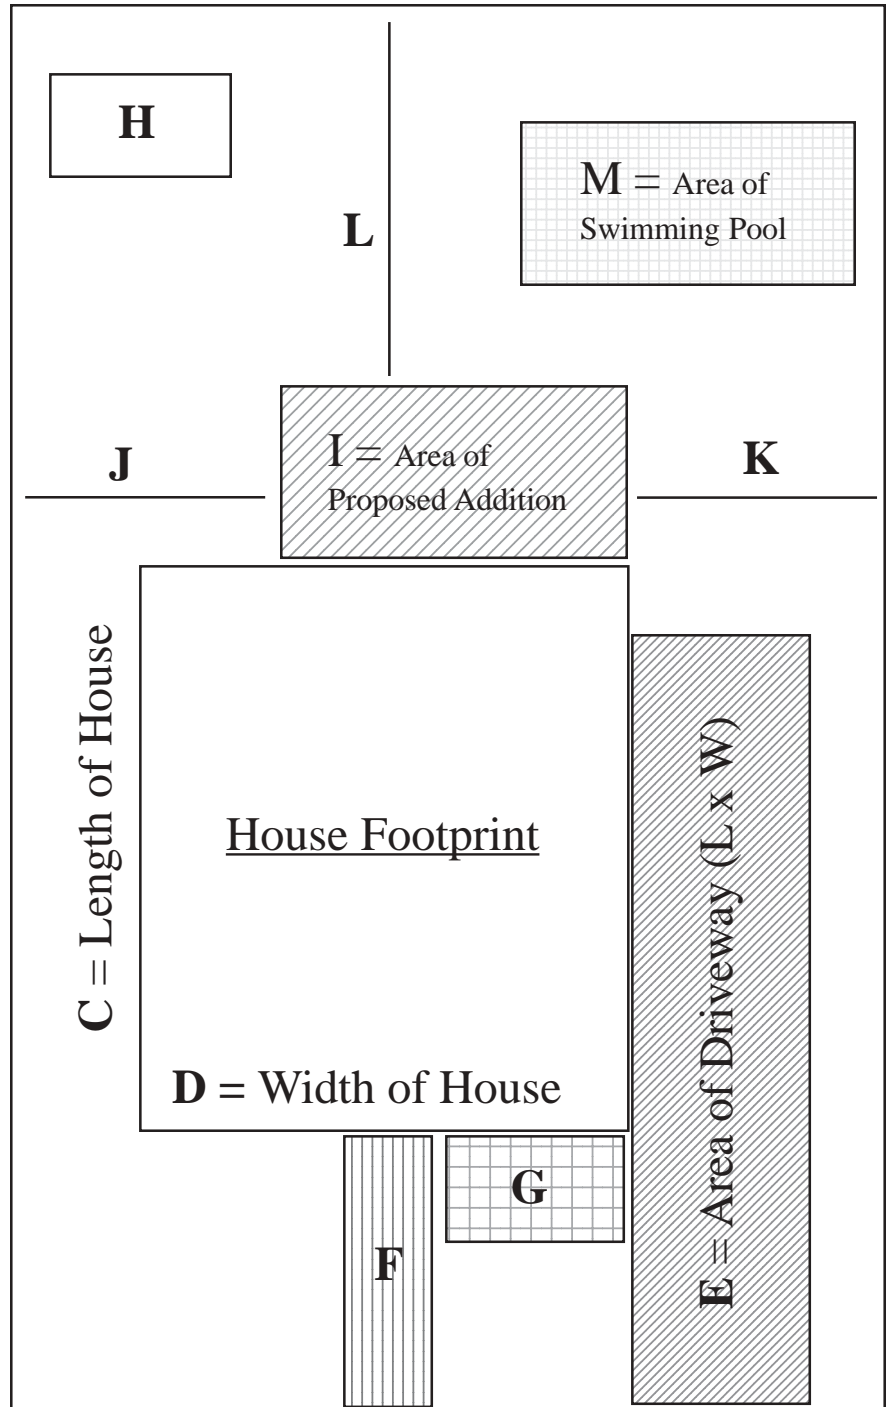 H
M = Area of
Swimming Pool
L
I = Area of
Proposed Addition
J
K
C = Length of House
House Footprint
E = Area of Driveway (L x W)
D = Width of House
G
F